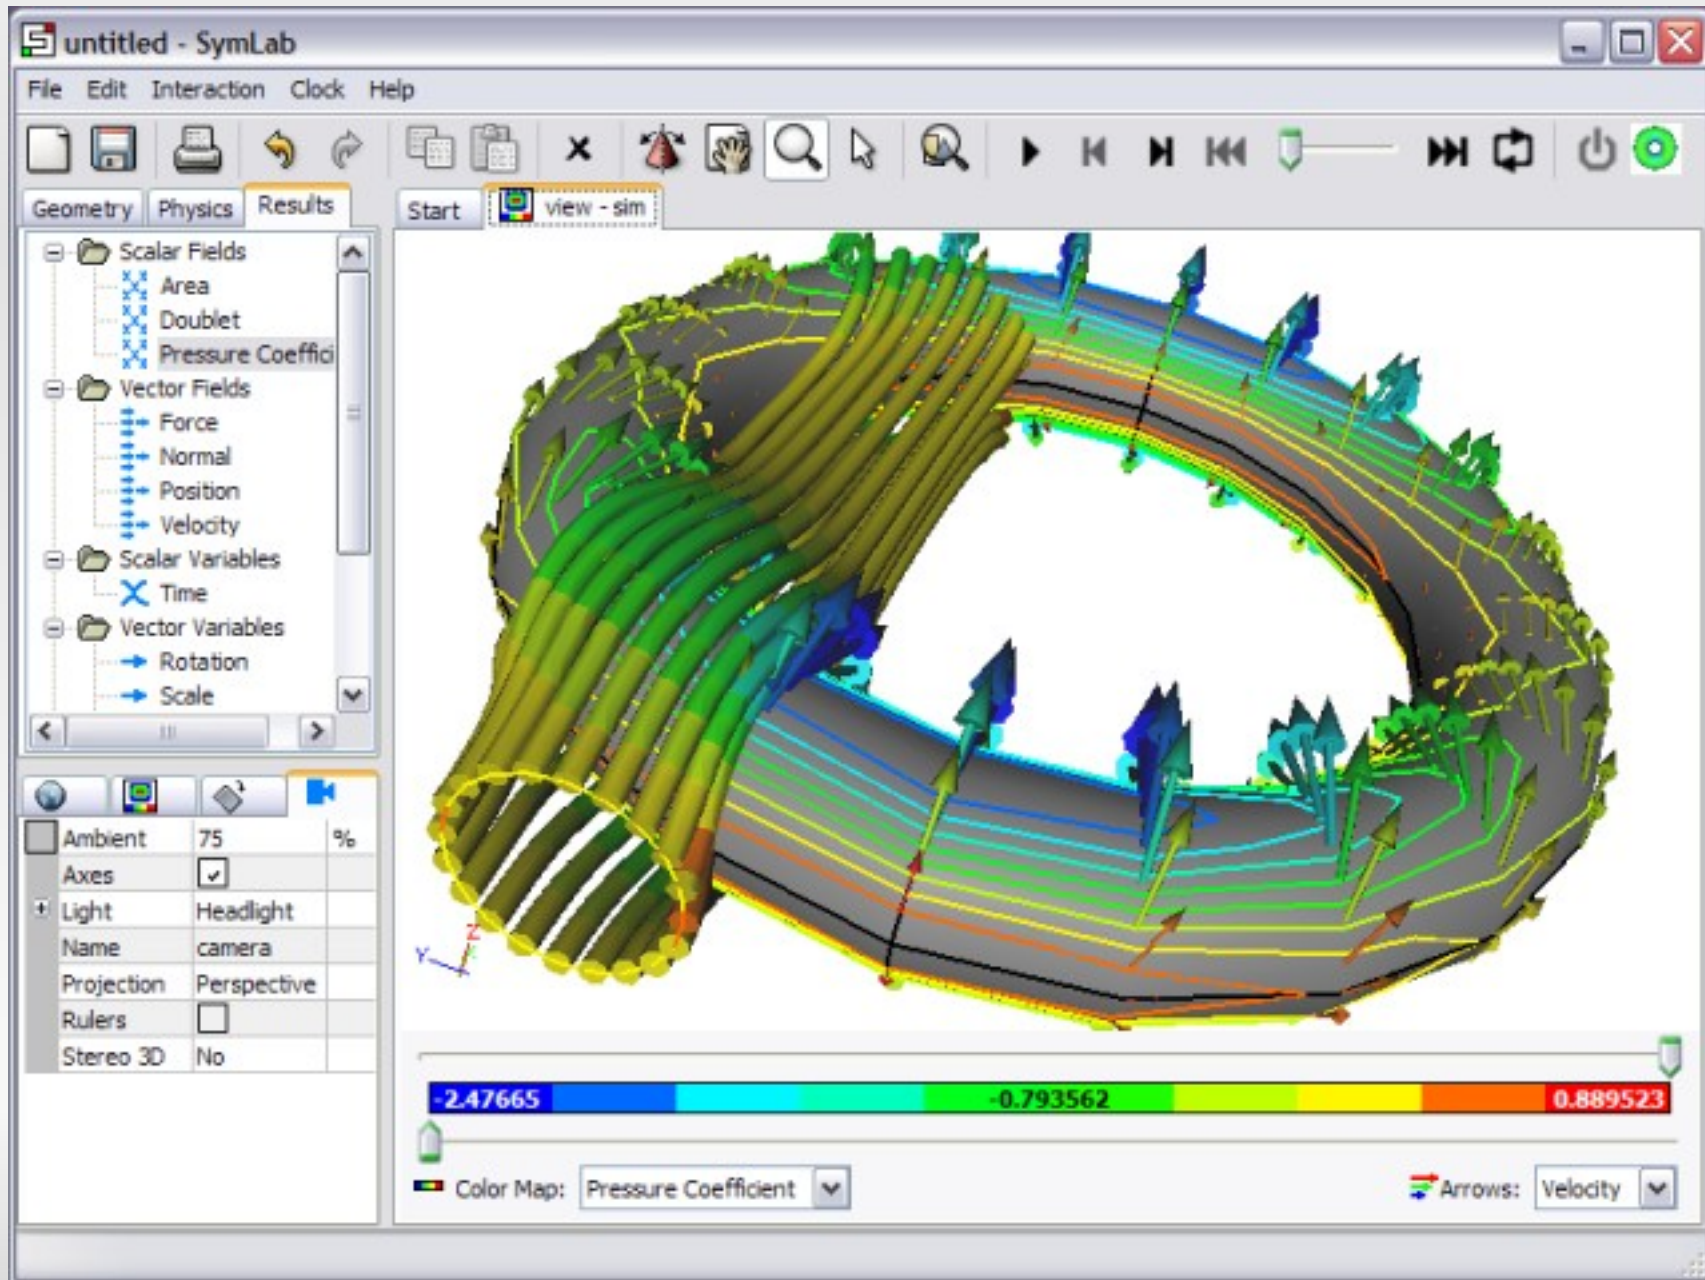 untitled - SymLab
File Edit Interaction Clock Help
Geometry Physics Results
Start view - sim
Scalar Fields
Area
Doublet
Pressure Coeffici
Vector Fields
Force
Normal
Position
Velocity
Scalar Variables
Time
Vector Variables
Rotation
Scale
Ambient 75 %
Axes
Light Headlight
Name camera
Projection Perspective
Rulers
Stereo 3D No
Y Z
-2.47665 -0.793562 0.889523
Color Map: Pressure Coefficient Arrows: Velocity